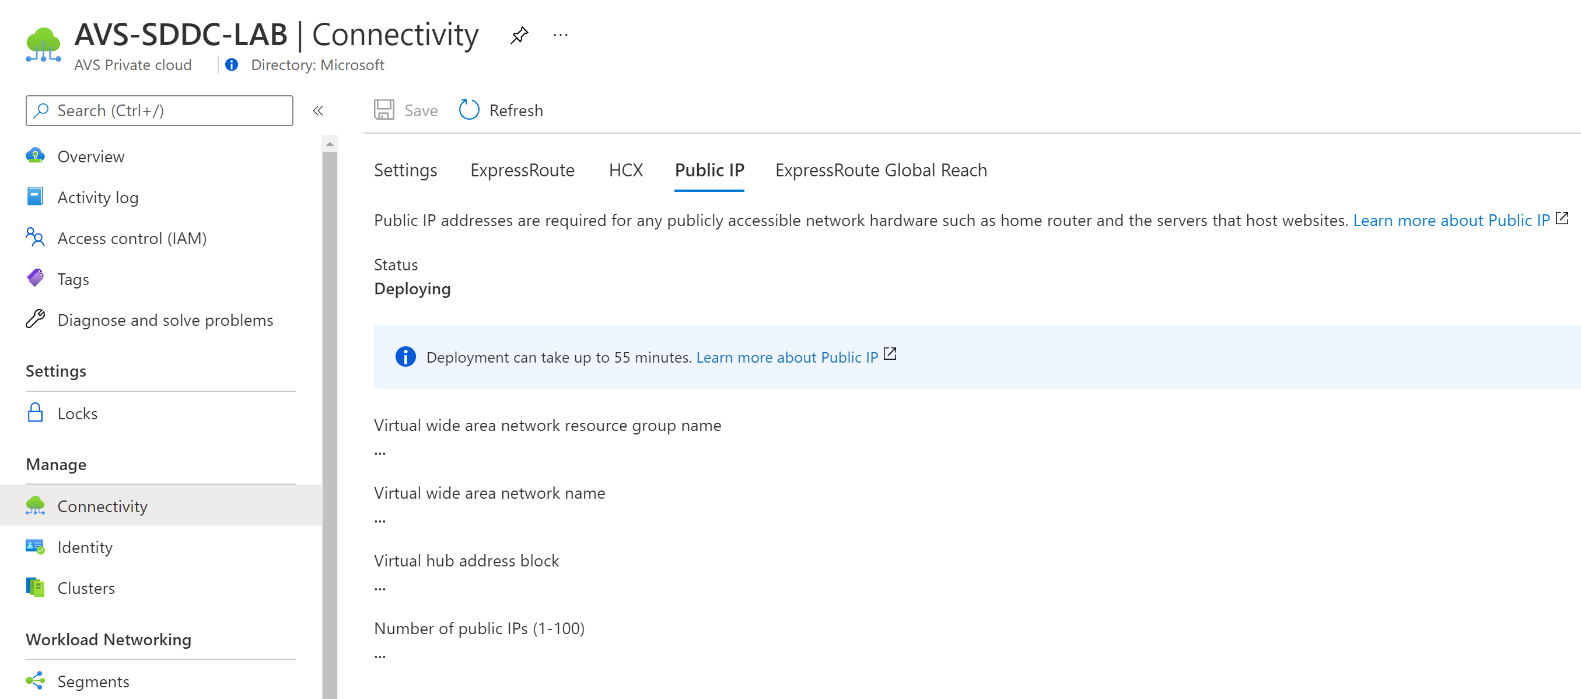 AVS-SDDC-LAB | Connectivity ...
AVS Private cloud Directory: Microsoft
Search (Ctrl+/) «
Save Refresh
Overview
Activity log
Access control (IAM)
Tags
Diagnose and solve problems
Settings
Locks
Manage
Connectivity
Identity
Clusters
Workload Networking
Segments
Settings ExpressRoute HCX Public IP ExpressRoute Global Reach
Public IP addresses are required for any publicly accessible network hardware such as home router and the servers that host websites. Learn more about Public IP
Status
Deploying
Deployment can take up to 55 minutes. Learn more about Public IP
Virtual wide area network resource group name
...
Virtual wide area network name
...
Virtual hub address block
...
Number of public IPs (1-100)
...